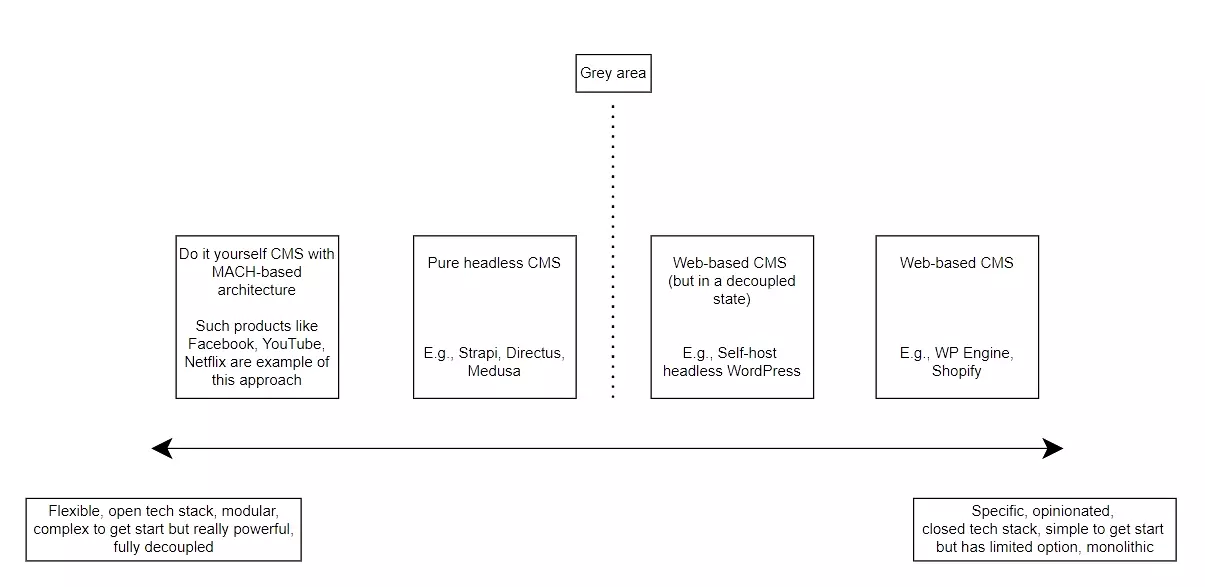 Grey area
Do it yourself CMS with
MACH-based
architecture
Such products like
Facebook, YouTube,
Netflix are example of
this approach
Pure headless CMS
E.g., Strapi, Directus,
Medusa
Web-based CMS
(but in a decoupled
state)
E.g., Self-host
headless WordPress
Web-based CMS
E.g., WP Engine,
Shopify
Flexible, open tech stack, modular,
complex to get start but really powerful,
fully decoupled
Specific, opinionated,
closed tech stack, simple to get start
but has limited option, monolithic